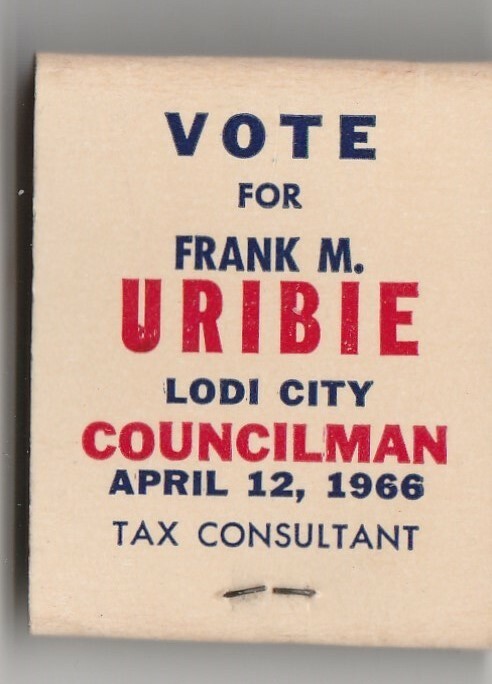 VOTE
FOR
FRANK M.
URIBIE
LODI CITY
COUNCILMAN
APRIL 12, 1966
TAX CONSULTANT